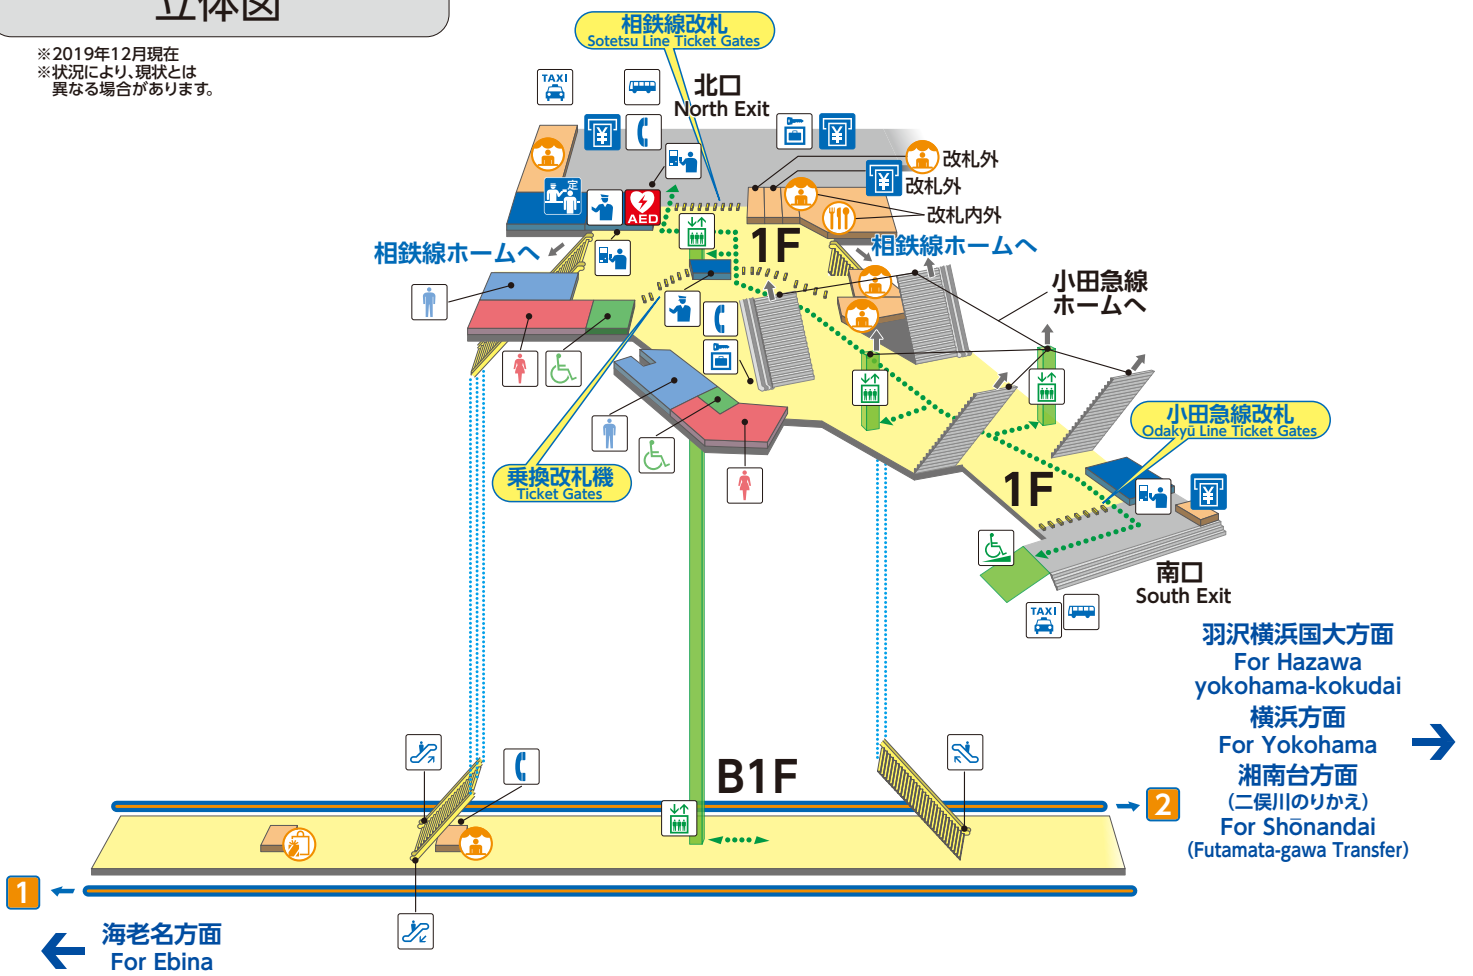 立体図
※2019年12月現在
※状況により、現状とは
異なる場合があります。
相鉄線改札
Sotetsu Line Ticket Gates
TAXI
北口
North Exit
改札外
改札外
改札内外
定
AED
1F
相鉄線ホームへ
相鉄線ホームへ
小田急線
ホームへ
小田急線改札
Odakyū Line Ticket Gates
乗換改札機
Ticket Gates
1F
南口
South Exit
TAXI
羽沢横浜国大方面
For Hazawa
yokohama-kokudai
横浜方面
For Yokohama
湘南台方面
(二俣川のりかえ)
For Shōnandai
(Futamata-gawa Transfer)
B1F
2
1
海老名方面
For Ebina